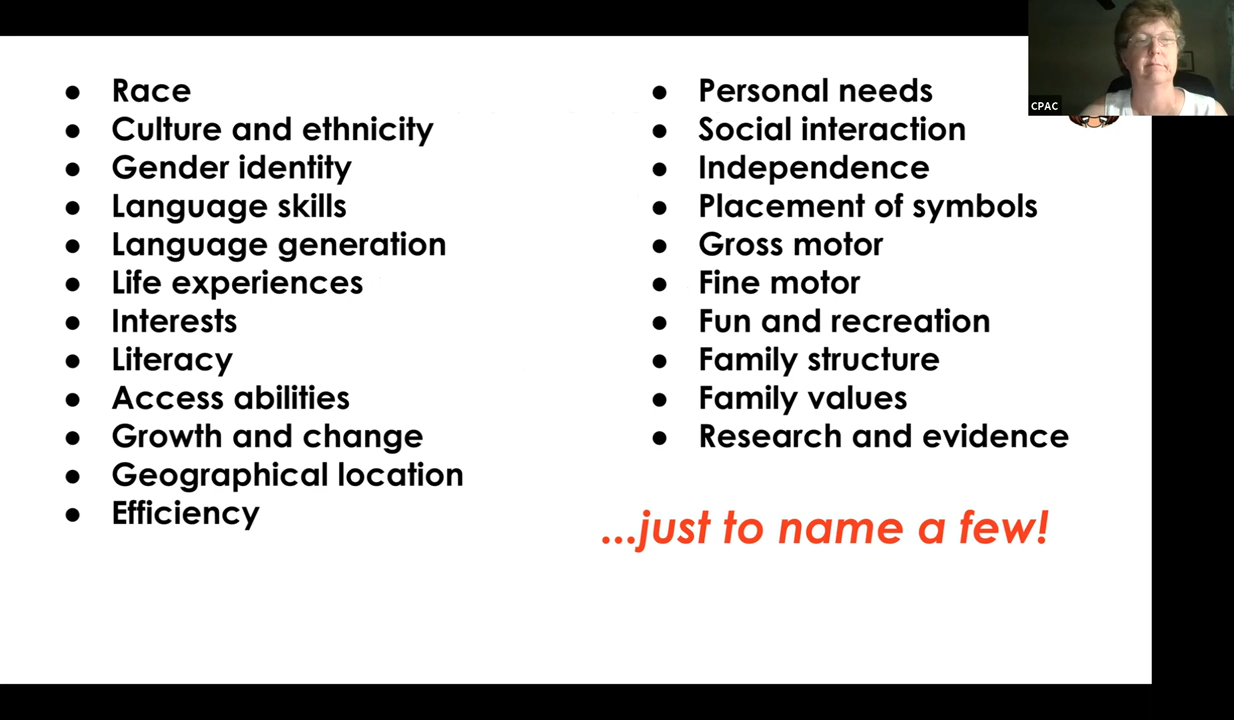 ● Race
● Culture and ethnicity
● Gender identity
● Language skills
● Language generation
● Life experiences
● Interests
● Literacy
● Access abilities
● Growth and change
● Geographical location
● Efficiency
● Personal needs
● Social interaction
● Independence
● Placement of symbols
● Gross motor
● Fine motor
● Fun and recreation
● Family structure
● Family values
● Research and evidence
...just to name a few!
CPAC